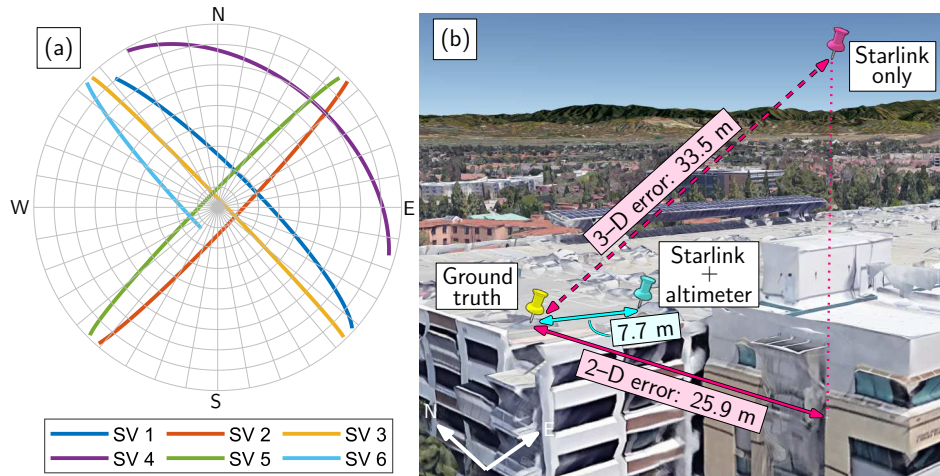 (a)
N
W
E
S
SV 1
SV 2
SV 3
SV 4
SV 5
SV 6
(b)
Starlink
only
3–D error: 33.5 m
Ground
truth
Starlink
+
altimeter
7.7 m
2–D error: 25.9 m
N
E